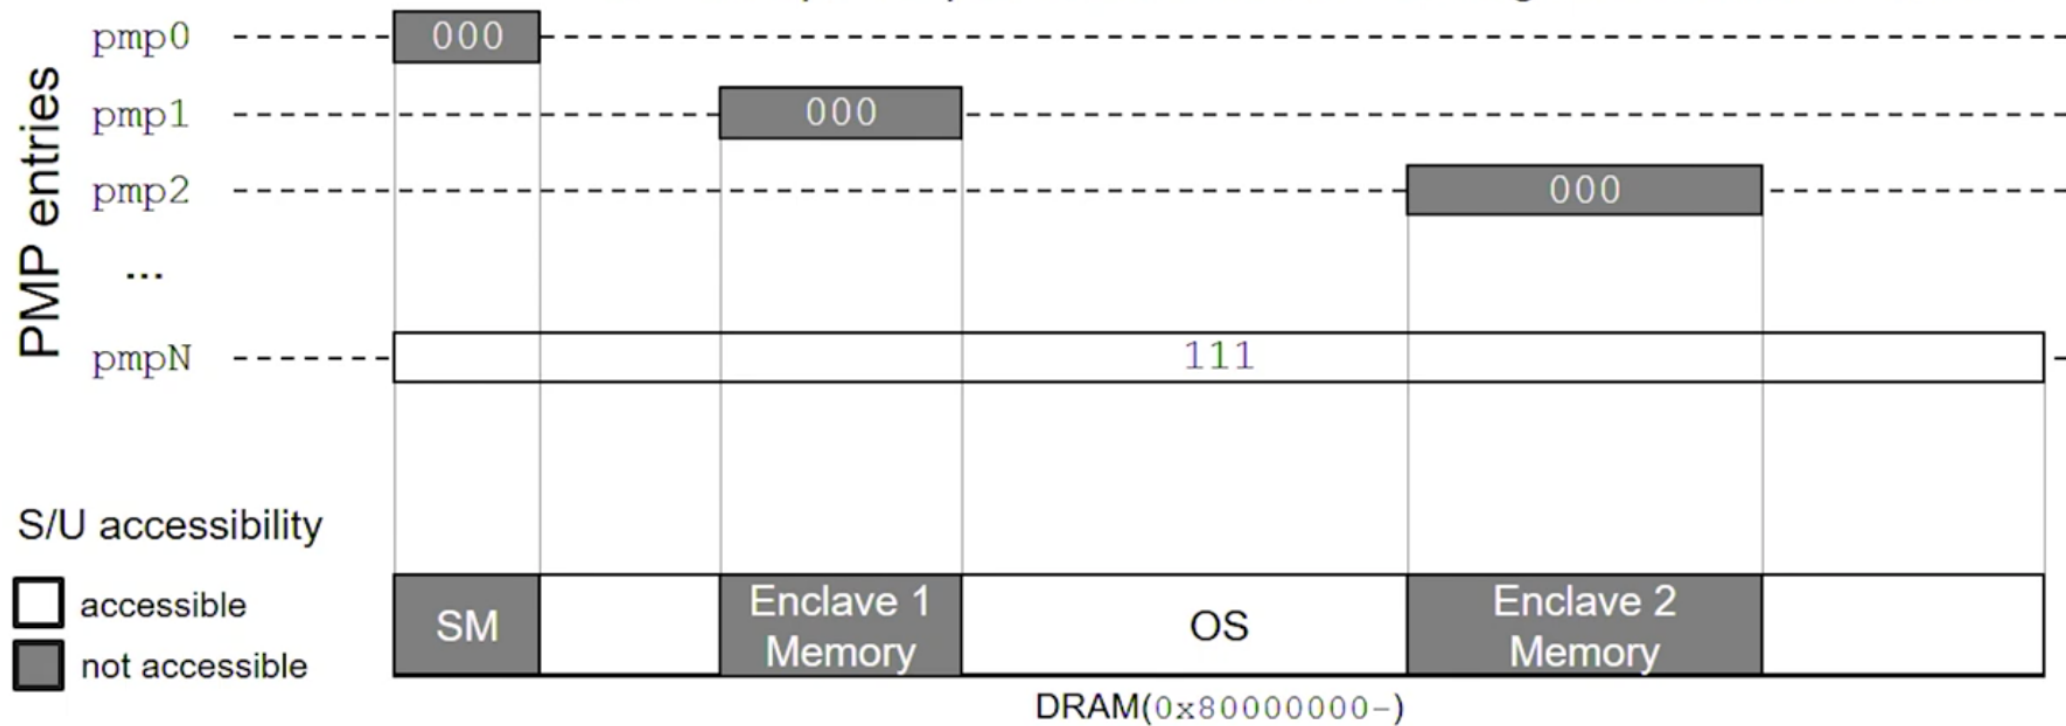 PMP entries
pmp0
000
pmp1
000
pmp2
000
...
pmpN
111
S/U accessibility
accessible
not accessible
SM
Enclave 1
Memory
OS
Enclave 2
Memory
DRAM(0x80000000-)